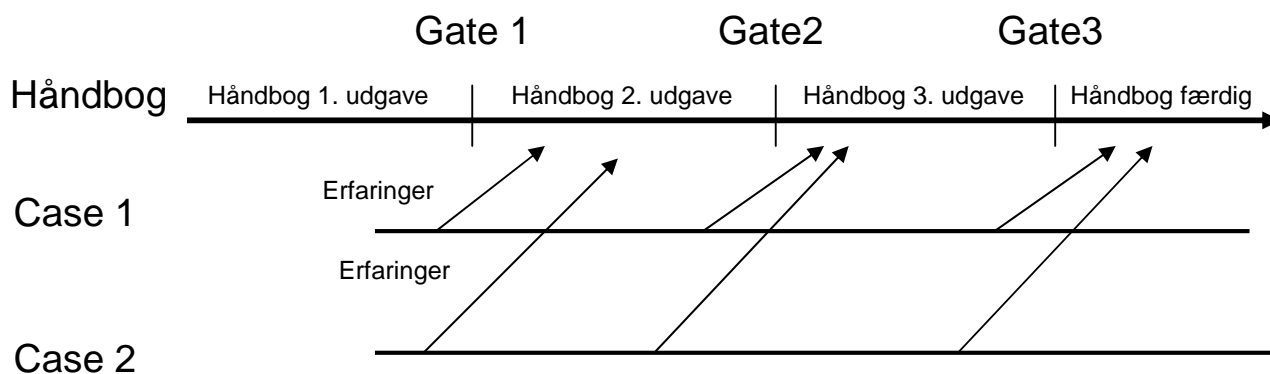 Gate 1 Gate2 Gate3
Håndbog Håndbog 1. udgave Håndbog 2. udgave Håndbog 3. udgave Håndbog færdig
Erfaringer
Case 1
Erfaringer
Case 2